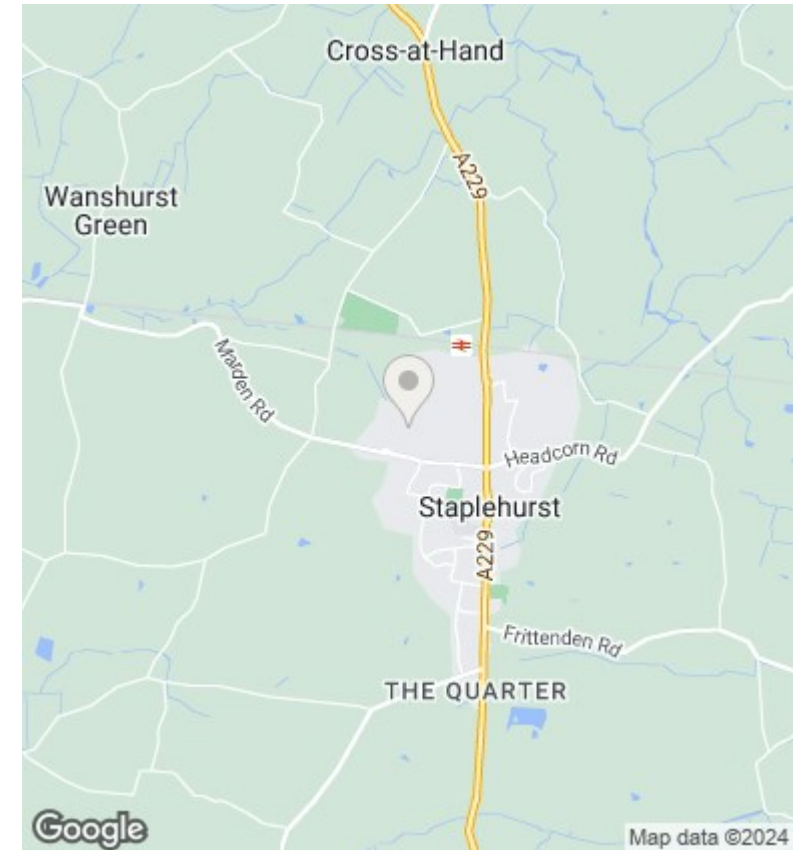 Cross-at-Hand
A229
Wanshurst
Green
Marden Rd
Headcorn Rd
Staplehurst
A229
Frittenden Rd
THE QUARTER
Google
Map data ©2024